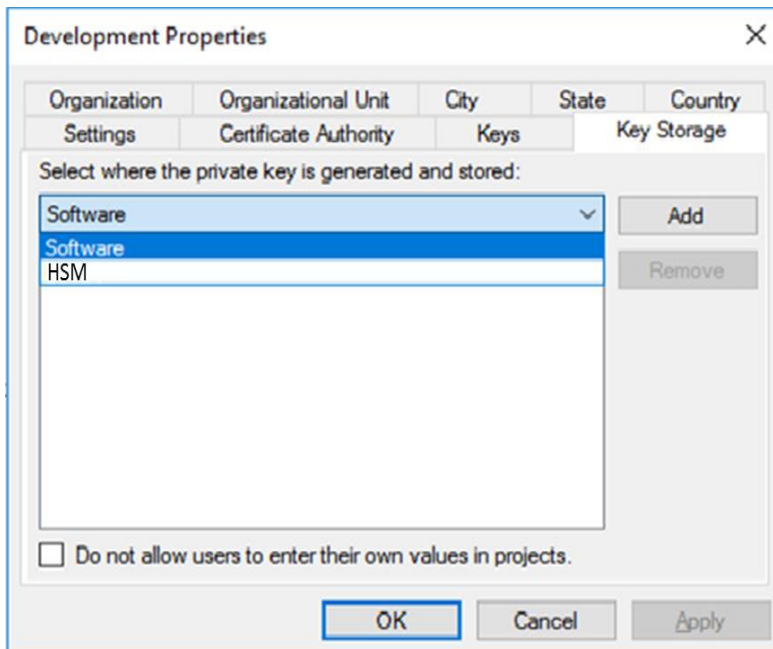 Development Properties
Organization Organizational Unit City State Country
Settings Certificate Authority Keys Key Storage
Select where the private key is generated and stored:
Software Add
Software
HSM Remove
Do not allow users to enter their own values in projects.
OK Cancel Apply